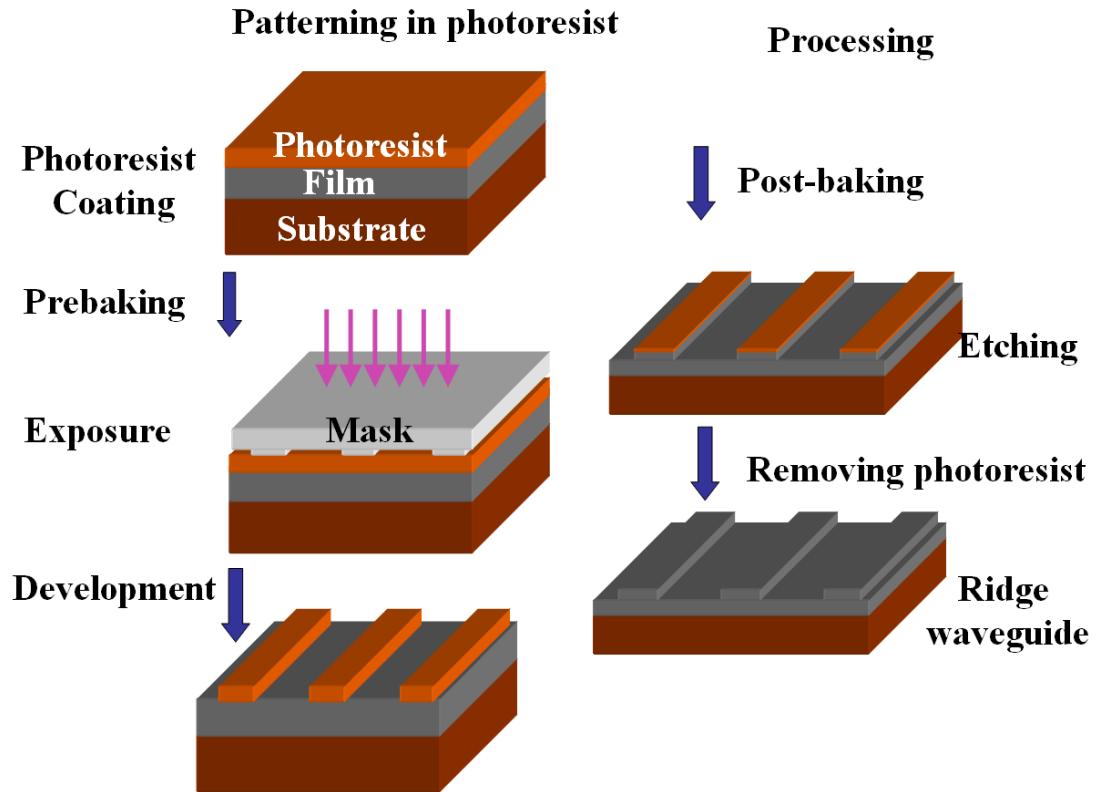 Patterning in photoresist
Photoresist
Coating
Photoresist
Film
Substrate
Prebaking
Exposure
Mask
Development
Processing
Post-baking
Etching
Removing photoresist
Ridge
waveguide